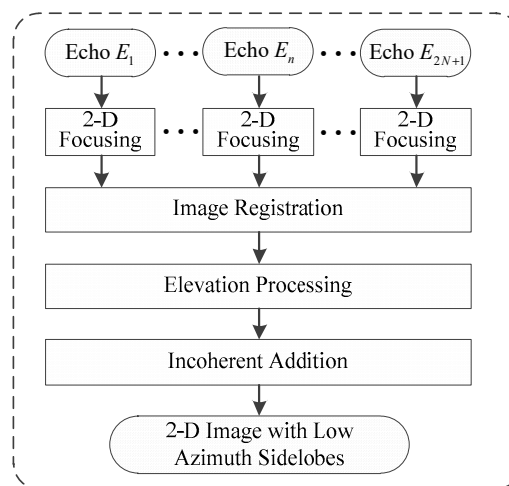 Echo E₁ ... Echo Eₙ ... Echo E₂N₊₁
2-D Focusing ... 2-D Focusing ... 2-D Focusing
Image Registration
Elevation Processing
Incoherent Addition
2-D Image with Low
Azimuth Sidelobes